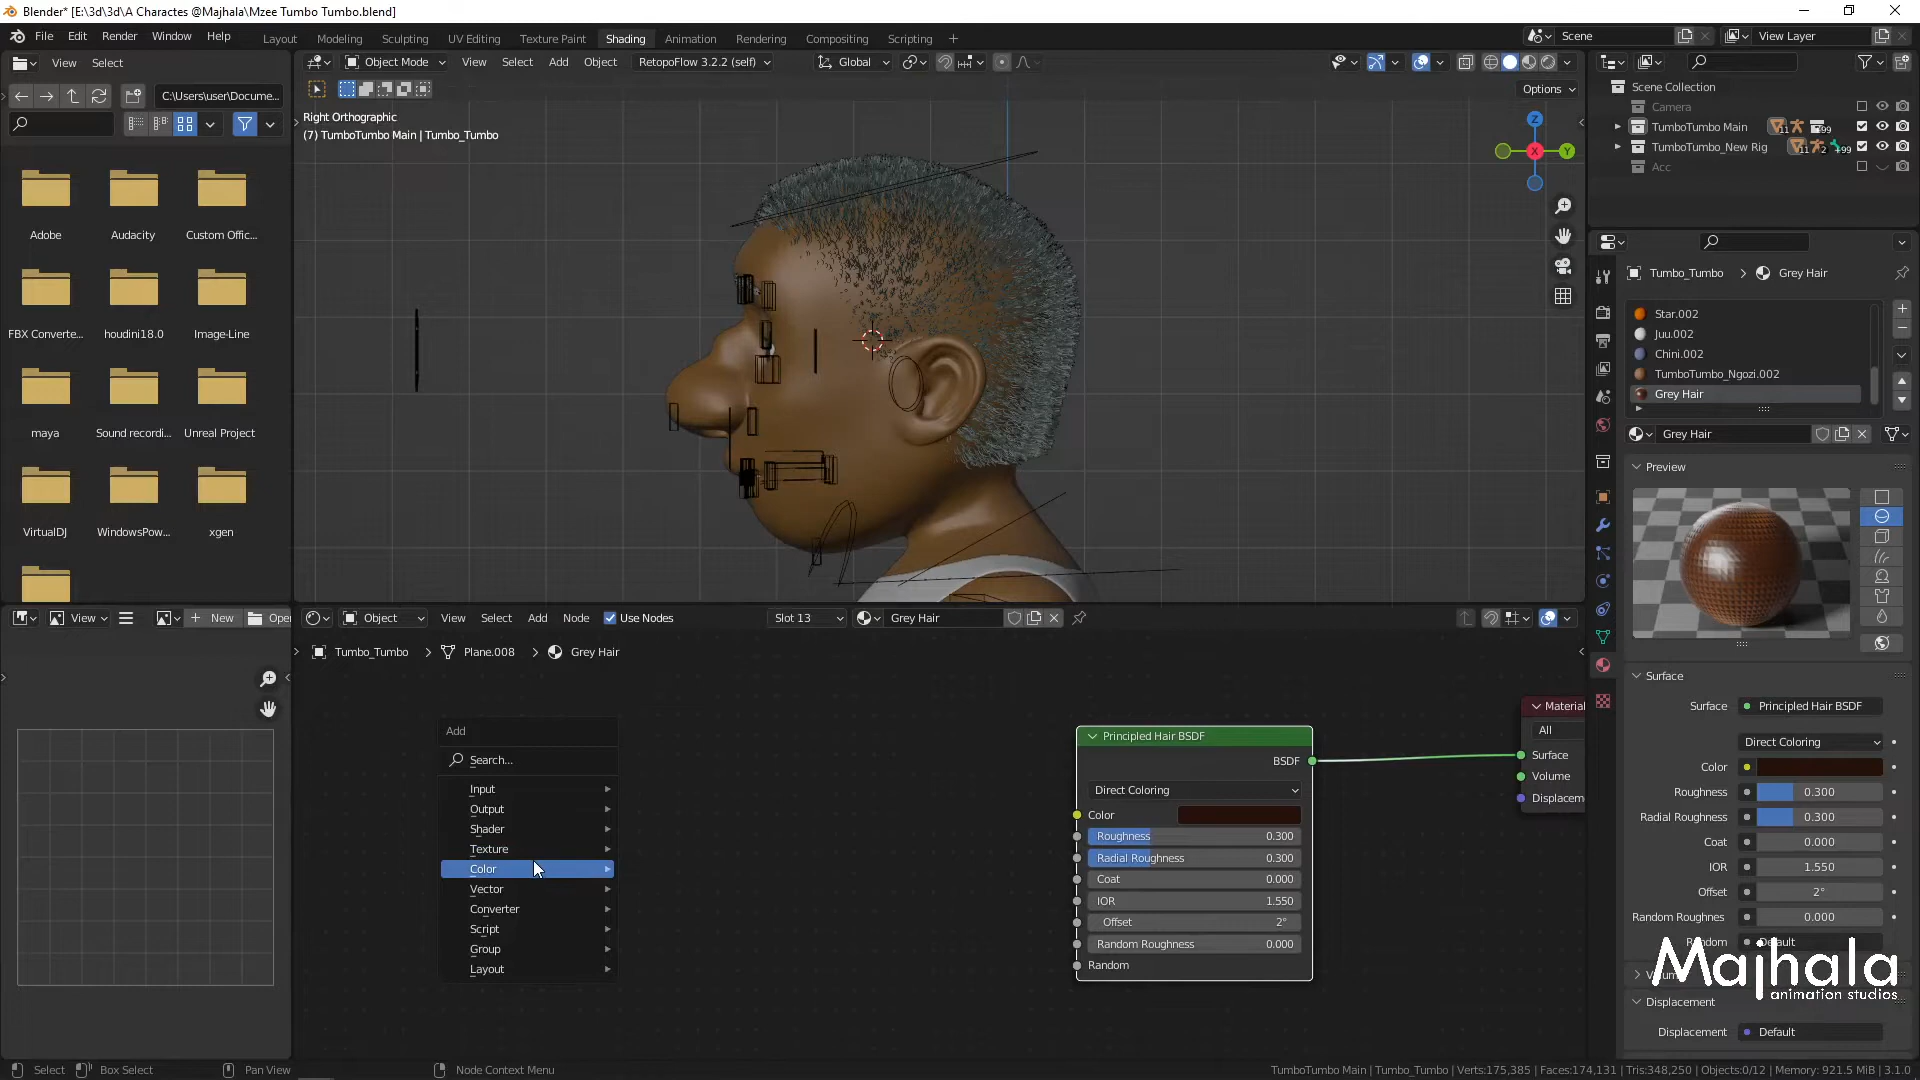 Blender* [E:\3d\3d\A Charactes @Majhala\Mzee Tumbo Tumbo.blend]
File Edit Render Window Help Layout Modeling Sculpting UV Editing Texture Paint Shading Animation Rendering Compositing Scripting + Scene View Layer
View Select Object Mode View Select Add Object RetopoFlow 3.2.2 (self) Global
C:\Users\user\Docume...
Options
Right Orthographic
(7) TumboTumbo Main | Tumbo_Tumbo
Z
X
Y
Adobe Audacity Custom Offic...
FBX Converte... houdini18.0 Image-Line
maya Sound recordi... Unreal Project
VirtualDJ WindowsPow... xgen
Scene Collection
Camera
TumboTumbo Main 11 99
TumboTumbo_New Rig 11 2 +99
Acc
Tumbo_Tumbo > Grey Hair
Star.002
Juu.002
Chini.002
TumboTumbo_Ngozi.002
Grey Hair
Grey Hair
Preview
Surface
Surface Principled Hair BSDF
Direct Coloring
Color
Roughness 0.300
Radial Roughness 0.300
Coat 0.000
IOR 1.550
Offset 2°
Random Roughnes 0.000
Random Default
Displacement
Displacement Default
Majhala
animation studios
View + New Ope
Object View Select Add Node Use Nodes Slot 13 Grey Hair
Tumbo_Tumbo > Plane.008 > Grey Hair
Add
Search...
Input
Output
Shader
Texture
Color
Vector
Converter
Script
Group
Layout
Principled Hair BSDF
BSDF
Direct Coloring
Color
Roughness 0.300
Radial Roughness 0.300
Coat 0.000
IOR 1.550
Offset 2°
Random Roughness 0.000
Random
Material
All
Surface
Volume
Displacem
Select Box Select Pan View Node Context Menu TumboTumbo Main | Tumbo_Tumbo | Verts:175,385 | Faces:174,131 | Tris:348,250 | Objects:0/12 | Memory: 921.5 MiB | 3.1.0